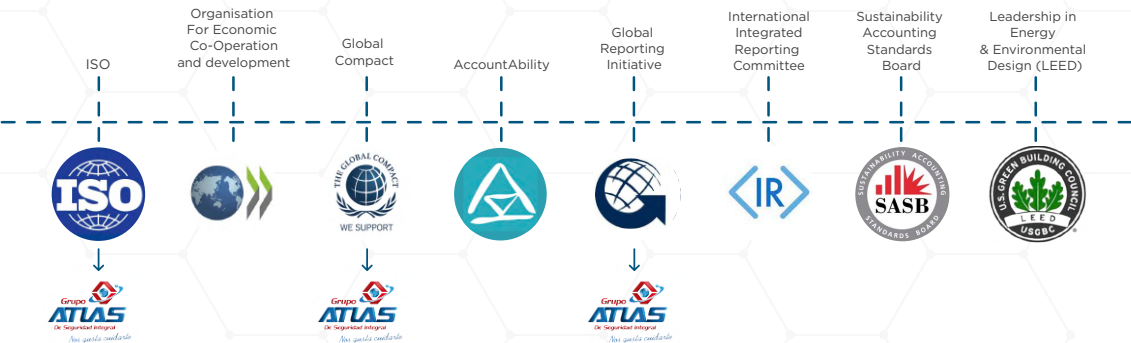 ISO
Organisation
For Economic
Co-Operation
and development
Global
Compact
AccountAbility
Global
Reporting
Initiative
International
Integrated
Reporting
Committee
Sustainability
Accounting
Standards
Board
Leadership in
Energy
& Environmental
Design (LEED)
ISO
THE GLOBAL COMPACT
WE SUPPORT
<IR>
SUSTAINABILITY ACCOUNTING
SASB
STANDARDS BOARD
U.S. GREEN BUILDING COUNCIL
LEED
USGBC
Grupo
ATLAS
De Seguridad Integral
Nos gusta cuidarte
Grupo
ATLAS
De Seguridad Integral
Nos gusta cuidarte
Grupo
ATLAS
De Seguridad Integral
Nos gusta cuidarte